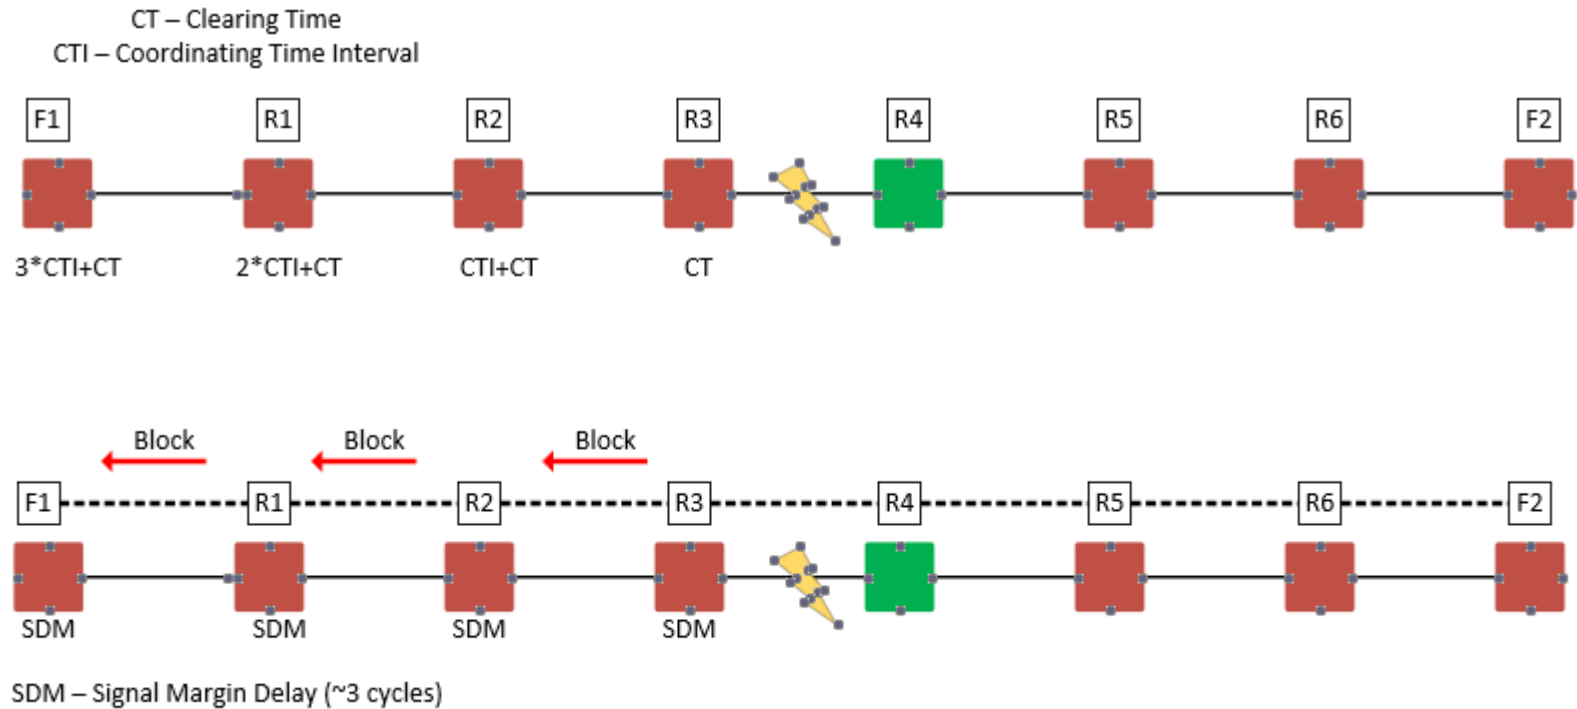 CT – Clearing Time
CTI – Coordinating Time Interval
F1 R1 R2 R3 R4 R5 R6 F2
3*CTI+CT 2*CTI+CT CTI+CT CT
Block Block Block
F1 R1 R2 R3 R4 R5 R6 F2
SDM SDM SDM SDM
SDM – Signal Margin Delay (~3 cycles)